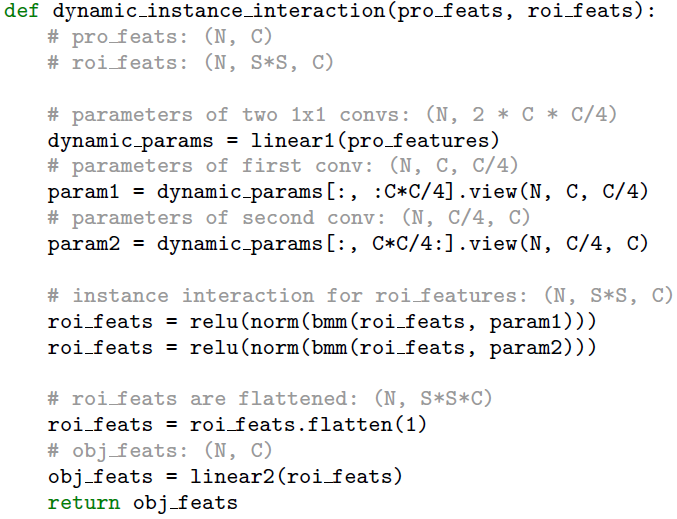 def dynamic_instance_interaction(pro_feats, roi_feats):
    # pro_feats: (N, C)
    # roi_feats: (N, S*S, C)

    # parameters of two 1x1 convs: (N, 2 * C * C/4)
    dynamic_params = linear1(pro_features)
    # parameters of first conv: (N, C, C/4)
    param1 = dynamic_params[:, :C*C/4].view(N, C, C/4)
    # parameters of second conv: (N, C/4, C)
    param2 = dynamic_params[:, C*C/4:].view(N, C/4, C)

    # instance interaction for roi_features: (N, S*S, C)
    roi_feats = relu(norm(bmm(roi_feats, param1)))
    roi_feats = relu(norm(bmm(roi_feats, param2)))

    # roi_feats are flattened: (N, S*S*C)
    roi_feats = roi_feats.flatten(1)
    # obj_feats: (N, C)
    obj_feats = linear2(roi_feats)
    return obj_feats